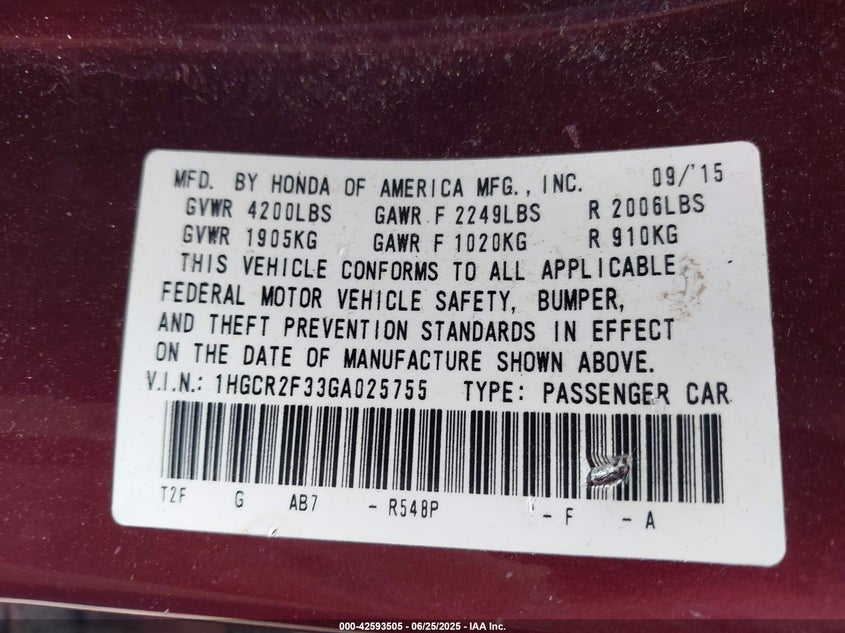 MFD. BY HONDA OF AMERICA MFG., INC. 09/'15
GVWR 4200LBS GAWR F 2249LBS R 2006LBS
GVWR 1905KG GAWR F 1020KG R 910KG
THIS VEHICLE CONFORMS TO ALL APPLICABLE
FEDERAL MOTOR VEHICLE SAFETY, BUMPER,
AND THEFT PREVENTION STANDARDS IN EFFECT
ON THE DATE OF MANUFACTURE SHOWN ABOVE.
V.I.N.: 1HGCR2F33GA025755 TYPE: PASSENGER CAR
T2F G AB7 - R548P - F - A
000-42593505 - 06/25/2025 - IAA Inc.